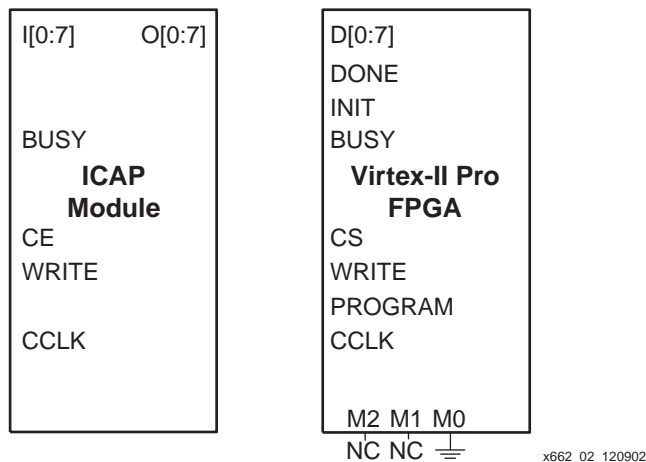 I[0:7] O[0:7]
BUSY
ICAP
Module
CE
WRITE
CCLK
D[0:7]
DONE
INIT
BUSY
Virtex-II Pro
FPGA
CS
WRITE
PROGRAM
CCLK
M2 M1 M0
NC NC
x662_02_120902